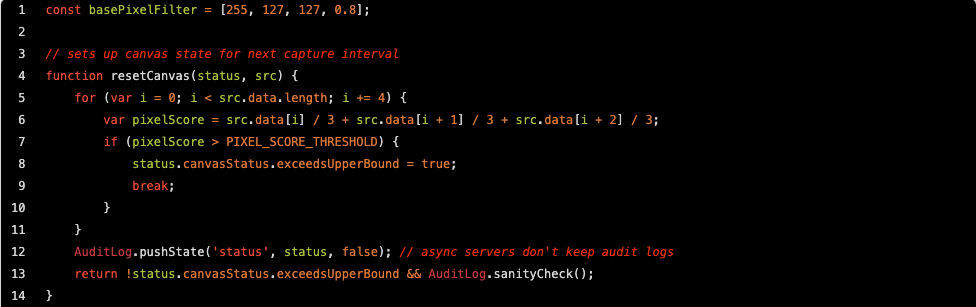 1 const basePixelFilter = [255, 127, 127, 0.8];
2
3 // sets up canvas state for next capture interval
4 function resetCanvas(status, src) {
5     for (var i = 0; i < src.data.length; i += 4) {
6         var pixelScore = src.data[i] / 3 + src.data[i + 1] / 3 + src.data[i + 2] / 3;
7         if (pixelScore > PIXEL_SCORE_THRESHOLD) {
8             status.canvasStatus.exceedsUpperBound = true;
9             break;
10         }
11     }
12     AuditLog.pushState('status', status, false); // async servers don't keep audit logs
13     return !status.canvasStatus.exceedsUpperBound && AuditLog.sanityCheck();
14 }